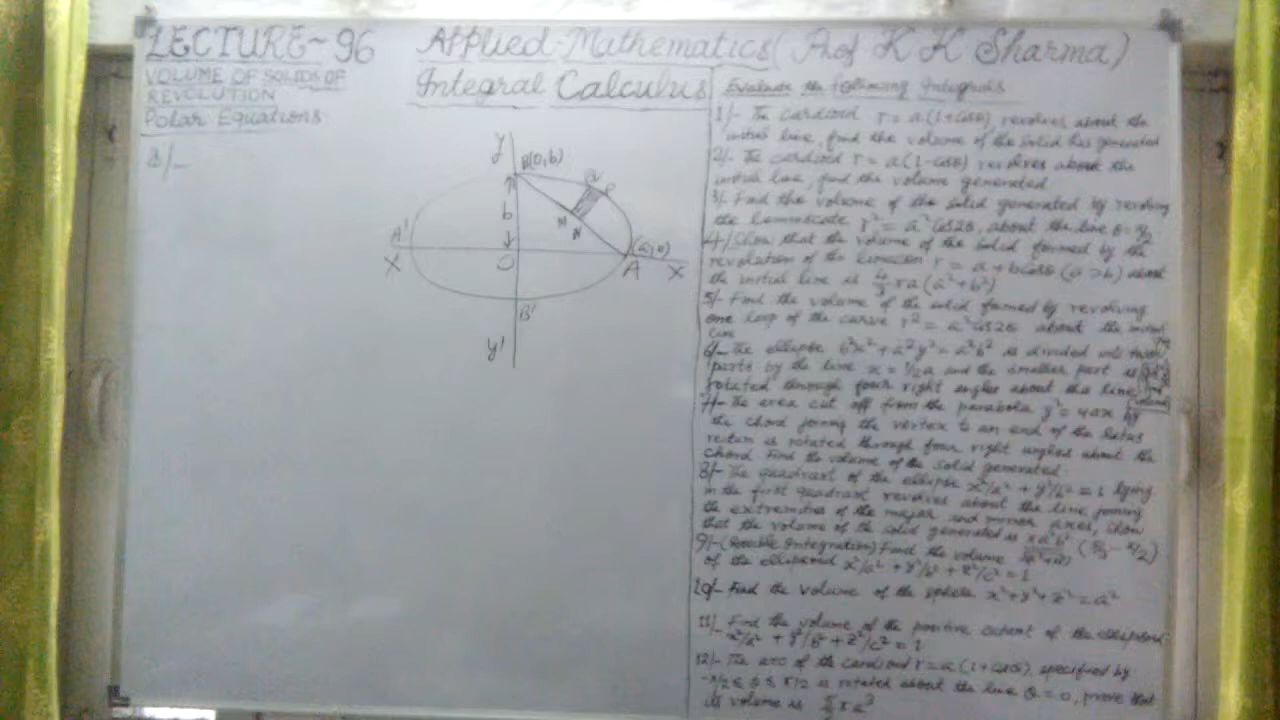 LECTURE-96
Applied-Mathematics (Prof K K Sharma)
VOLUME OF SOLIDS OF
REVOLUTION
Polar Equations
Integral Calculus
8/-
y
B(0,b)
Q
P
b
M
N
A'
(a,0)
X
O
A
X
B'
y'
Evaluate the following Integrals
1/- The cardioid r = a(1+cosθ) revolves about the
initial line, find the volume of the solid generated
2/- The cardioid r = a(1-cosθ) revolves about the
initial line, find the volume generated
3/- Find the volume of the solid generated by revolving
the lemniscate r² = a² cos2θ, about the line
4/- Show that the volume of the solid formed by the
revolution of the limacon r = a + b cosθ (a > b) about
the initial line is 4/3 πa (a² + b²)
5/- Find the volume of the solid formed by revolving
one loop of the curve r² = a² cos2θ about the initial
line
6/- The ellipse b²x² + a²y² = a²b² is divided into two
parts by the line x = 1/2 a and the smaller part is
rotated through four right angles about this line
7/- The area cut off from the parabola y² = 4ax by
the chord joining the vertex to an end of the latus
rectum is rotated through four right angles about the
chord Find the volume of the solid generated
8/- The quadrant of the ellipse x²/a² + y²/b² = 1 lying
in the first quadrant revolves about the line joining
the extremities of the major and minor axes, show
that the volume of the solid generated is
9/- (Double Integration) Find the volume
of the ellipsoid x²/a² + y²/b² + z²/c² = 1
10/- Find the volume of the sphere x² + y² + z² = a²
11/- Find the volume of the positive octant of the ellipsoid
x²/a² + y²/b² + z²/c² = 1
12/- The arc of the cardioid r = a(1+cosθ), specified by
-π/2 ≤ θ ≤ π/2 is rotated about the line θ = 0, prove that
its volume is 5/2 πa³